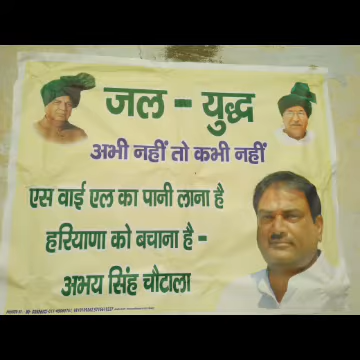 जल - युद्ध
अभी नहीं तो कभी नहीं
एस वाई एल का पानी लाना है
हरियाणा को बचाना है -
अभय सिंह चौटाला